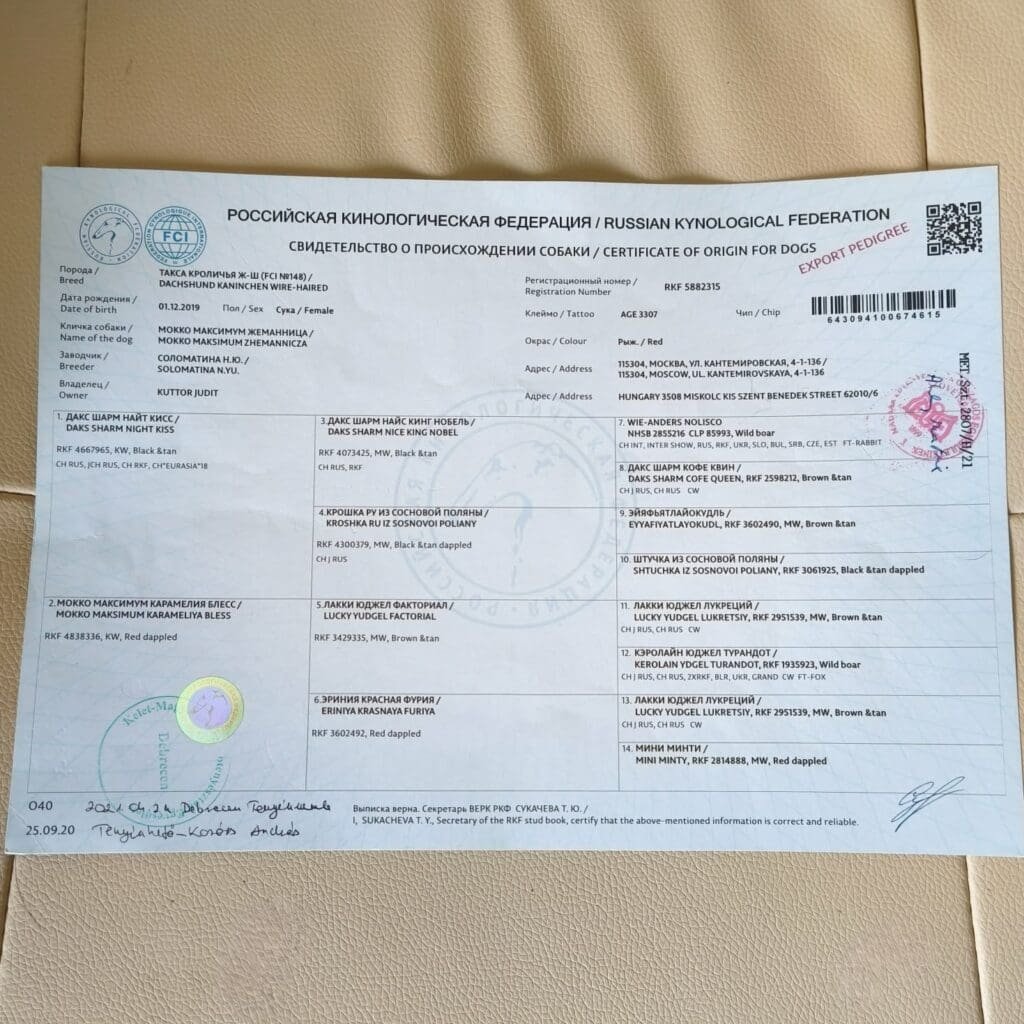 РОССИЙСКАЯ КИНОЛОГИЧЕСКАЯ ФЕДЕРАЦИЯ / RUSSIAN KYNOLOGICAL FEDERATION
СВИДЕТЕЛЬСТВО О ПРОИСХОЖДЕНИИ СОБАКИ / CERTIFICATE OF ORIGIN FOR DOGS
EXPORT PEDIGREE
FCI
Порода /
Breed
ТАКСА КРОЛИЧЬЯ Ж-Ш (FCI №148) /
DACHSHUND KANINCHEN WIRE-HAIRED
Дата рождения /
Date of birth
01.12.2019
Пол / Sex
Сука / Female
Кличка собаки /
Name of the dog
МОККО МАКСИМУМ ЖЕМАННИЦА /
MOKKO MAKSIMUM ZHEMANNICZA
Заводчик /
Breeder
СОЛОМАТИНА Н.Ю. /
SOLOMATINA N.YU.
Владелец /
Owner
KUTTOR JUDIT
Регистрационный номер /
Registration Number
RKF 5882315
Клеймо / Tattoo
AGE 3307
Чип / Chip
643094100674615
Окрас / Colour
Рыж. / Red
Адрес / Address
115304, МОСКВА, УЛ. КАНТЕМИРОВСКАЯ, 4-1-136 /
115304, MOSCOW, UL. KANTEMIROVSKAYA, 4-1-136
Адрес / Address
HUNGARY 3508 MISKOLC KIS SZENT BENEDEK STREET 62010/6
MET.Szt.2807/H/21
1. ДАКС ШАРМ НАЙТ КИСС /
DAKS SHARM NIGHT KISS
RKF 4667965, KW, Black &tan
CH RUS, JCH RUS, CH RKF, CH"EURASIA"18
2.МОККО МАКСИМУМ КАРАМЕЛИЯ БЛЕСС /
MOKKO MAKSIMUM KARAMELIYA BLESS
RKF 4838336, KW, Red dappled
3.ДАКС ШАРМ НАЙС КИНГ НОБЕЛЬ /
DAKS SHARM NICE KING NOBEL
RKF 4073425, MW, Black &tan
CH RUS, RKF
4.КРОШКА РУ ИЗ СОСНОВОЙ ПОЛЯНЫ /
KROSHKA RU IZ SOSNOVOI POLIANY
RKF 4300379, MW, Black &tan dappled
CH J RUS
5.ЛАККИ ЮДЖЕЛ ФАКТОРИАЛ /
LUCKY YUDGEL FACTORIAL
RKF 3429335, MW, Brown &tan
6.ЭРИНИЯ КРАСНАЯ ФУРИЯ /
ERINIYA KRASNAYA FURIYA
RKF 3602492, Red dappled
7. WIE-ANDERS NOLISCO
NHSB 2855216 CLP 85993, Wild boar
CH INT, INTER SHOW, RUS, RKF, UKR, SLO, BUL, SRB, CZE, EST FT-RABBIT
8. ДАКС ШАРМ КОФЕ КВИН /
DAKS SHARM COFE QUEEN, RKF 2598212, Brown &tan
CH J RUS, CH RUS CW
9. ЭЙЯФЬЯТЛАЙОКУДЛЬ /
EYYAFIYATLAYOKUDL, RKF 3602490, MW, Brown &tan
10. ШТУЧКА ИЗ СОСНОВОЙ ПОЛЯНЫ /
SHTUCHKA IZ SOSNOVOI POLIANY, RKF 3061925, Black &tan dappled
11. ЛАККИ ЮДЖЕЛ ЛУКРЕЦИЙ /
LUCKY YUDGEL LUKRETSIY, RKF 2951539, MW, Brown &tan
CH J RUS, CH RUS CW
12. КЭРОЛАЙН ЮДЖЕЛ ТУРАНДОТ /
KEROLAIN YDGEL TURANDOT, RKF 1935923, Wild boar
CH J RUS, CH RUS, 2XRKF, BLR, UKR, GRAND CW FT-FOX
13. ЛАККИ ЮДЖЕЛ ЛУКРЕЦИЙ /
LUCKY YUDGEL LUKRETSIY, RKF 2951539, MW, Brown &tan
CH J RUS, CH RUS CW
14. МИНИ МИНТИ /
MINI MINTY, RKF 2814888, MW, Red dappled
Debrecen
040
2021.04.24 Debrecen
25.09.20
Выписка верна. Секретарь ВЕРК РКФ СУКАЧЕВА Т. Ю. /
I, SUKACHEVA T. Y., Secretary of the RKF stud book, certify that the above-mentioned information is correct and reliable.